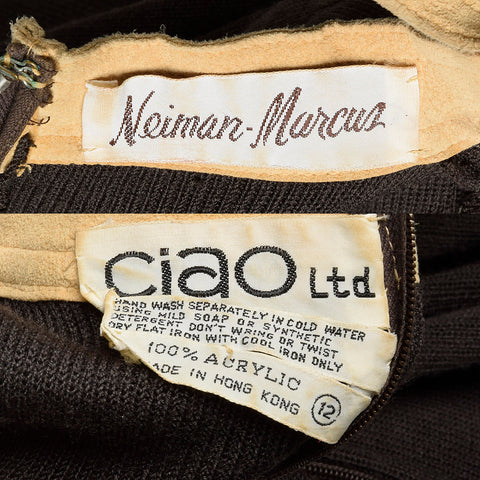 Neiman-Marcus
ciao Ltd
HAND WASH SEPARATELY IN COLD WATER
USING MILD SOAP OR SYNTHETIC
DETERGENT DON'T WRING OR TWIST
DRY FLAT IRON WITH COOL IRON ONLY
100% ACRYLIC
MADE IN HONG KONG 12